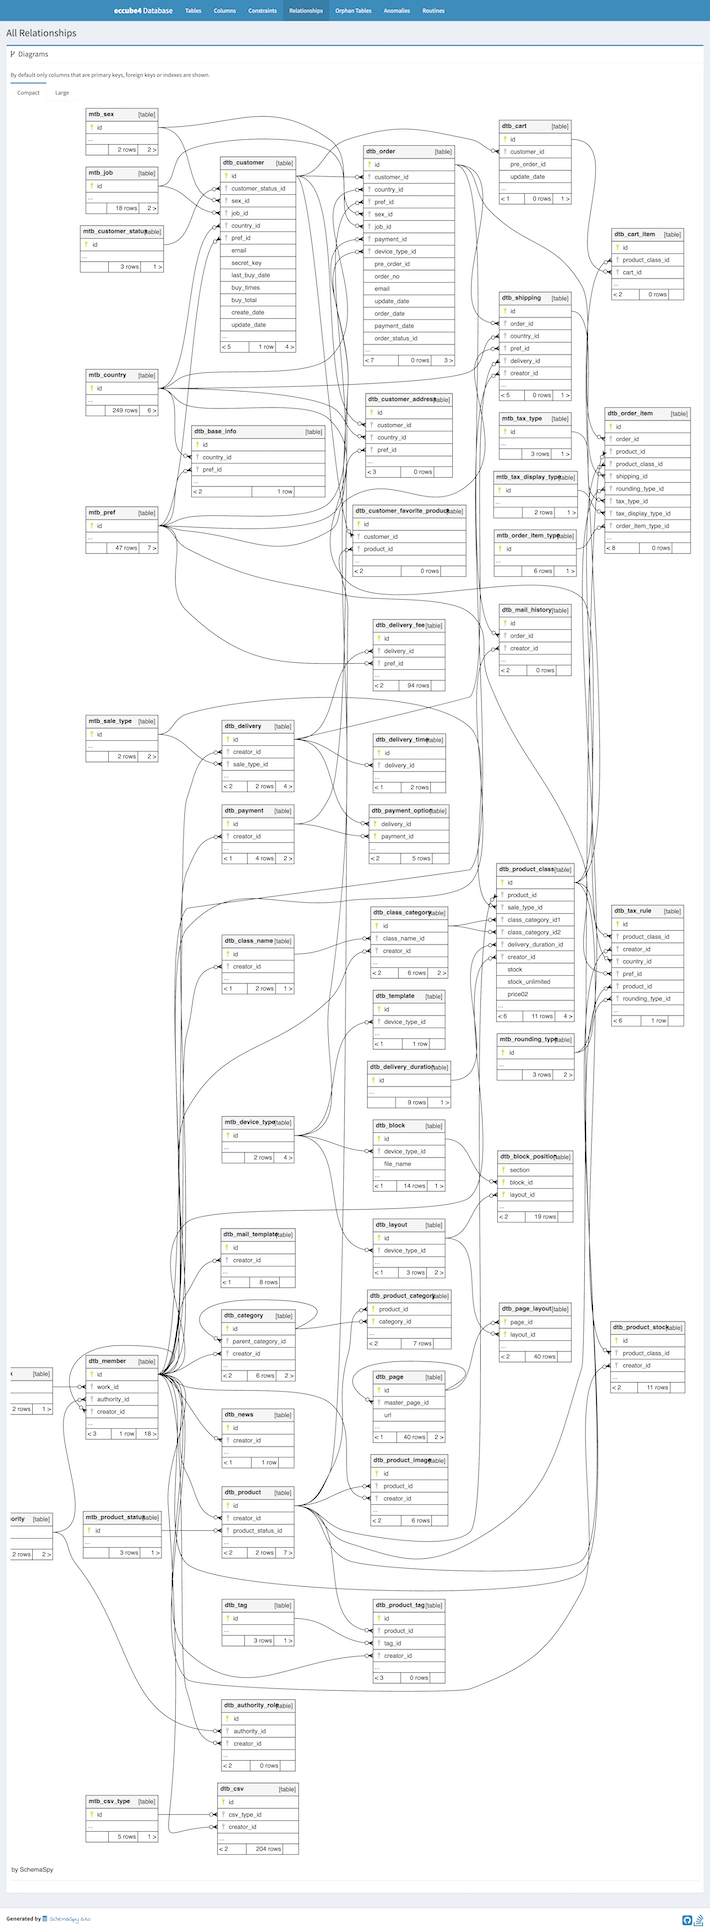 eccube4 Database Tables Columns Constraints Relationships Orphan Tables Anomalies Routines
All Relationships
Diagrams
By default only columns that are primary keys, foreign keys or indexes are shown.
Compact Large
mtb_sex [table]
id
...
2 rows 2 >
mtb_job [table]
id
...
18 rows 2 >
mtb_customer_status [table]
id
...
3 rows 1 >
dtb_customer [table]
id
customer_status_id
sex_id
job_id
country_id
pref_id
email
secret_key
last_buy_date
buy_times
buy_total
create_date
update_date
...
< 5 1 row 4 >
dtb_order [table]
id
customer_id
country_id
pref_id
sex_id
job_id
payment_id
device_type_id
pre_order_id
order_no
email
update_date
order_date
payment_date
order_status_id
...
< 7 0 rows 3 >
dtb_cart [table]
id
customer_id
pre_order_id
update_date
...
< 1 0 rows 1 >
dtb_cart_item [table]
id
product_class_id
cart_id
...
< 2 0 rows
dtb_shipping [table]
id
order_id
country_id
pref_id
delivery_id
creator_id
...
< 5 0 rows 1 >
mtb_country [table]
id
...
249 rows 6 >
dtb_base_info [table]
id
country_id
pref_id
...
< 2 1 row
dtb_customer_address [table]
id
customer_id
country_id
pref_id
...
< 3 0 rows
mtb_tax_type [table]
id
...
3 rows 1 >
dtb_order_item [table]
id
order_id
product_id
product_class_id
shipping_id
rounding_type_id
tax_type_id
tax_display_type_id
order_item_type_id
...
< 8 0 rows
mtb_tax_display_type [table]
id
...
2 rows 1 >
mtb_pref [table]
id
...
47 rows 7 >
dtb_customer_favorite_product [table]
id
customer_id
product_id
...
< 2 0 rows
mtb_order_item_type [table]
id
...
6 rows 1 >
dtb_mail_history [table]
id
order_id
creator_id
...
< 2 0 rows
dtb_delivery_fee [table]
id
delivery_id
pref_id
...
< 2 94 rows
mtb_sale_type [table]
id
...
2 rows 2 >
dtb_delivery [table]
id
creator_id
sale_type_id
...
< 2 2 rows 4 >
dtb_delivery_time [table]
id
delivery_id
...
< 1 2 rows
dtb_payment [table]
id
creator_id
...
< 1 4 rows 2 >
dtb_payment_option [table]
delivery_id
payment_id
...
< 2 5 rows
dtb_product_class [table]
id
product_id
sale_type_id
class_category_id1
class_category_id2
delivery_duration_id
creator_id
stock
stock_unlimited
price02
...
< 6 11 rows 4 >
dtb_class_name [table]
id
creator_id
...
< 1 2 rows 1 >
dtb_class_category [table]
id
class_name_id
creator_id
...
< 2 6 rows 2 >
dtb_tax_rule [table]
id
product_class_id
creator_id
country_id
pref_id
product_id
rounding_type_id
...
< 6 1 row
dtb_template [table]
id
device_type_id
...
< 1 1 row
mtb_rounding_type [table]
id
...
3 rows 2 >
dtb_delivery_duration [table]
id
...
9 rows 1 >
mtb_device_type [table]
id
...
2 rows 4 >
dtb_block [table]
id
device_type_id
file_name
...
< 1 14 rows 1 >
dtb_block_position [table]
section
block_id
layout_id
...
< 2 19 rows
dtb_layout [table]
id
device_type_id
...
< 1 3 rows 2 >
dtb_mail_template [table]
id
creator_id
...
< 1 8 rows
dtb_product_category [table]
product_id
category_id
...
< 2 7 rows
dtb_category [table]
id
parent_category_id
creator_id
...
< 2 6 rows 2 >
dtb_page_layout [table]
page_id
layout_id
...
< 2 40 rows
dtb_product_stock [table]
id
product_class_id
creator_id
...
< 2 11 rows
dtb_member [table]
id
work_id
authority_id
creator_id
...
< 3 1 row 18 >
k [table]
2 rows 1 >
dtb_page [table]
id
master_page_id
url
...
< 1 40 rows 2 >
dtb_news [table]
id
creator_id
...
< 1 1 row
dtb_product_image [table]
id
product_id
creator_id
...
< 2 6 rows
dtb_product [table]
id
creator_id
product_status_id
...
< 2 2 rows 7 >
ority [table]
2 rows 2 >
mtb_product_status [table]
id
...
3 rows 1 >
dtb_tag [table]
id
...
3 rows 1 >
dtb_product_tag [table]
id
product_id
tag_id
creator_id
...
< 3 0 rows
dtb_authority_role [table]
id
authority_id
creator_id
...
< 2 0 rows
mtb_csv_type [table]
id
...
5 rows 1 >
dtb_csv [table]
id
csv_type_id
creator_id
...
< 2 204 rows
by SchemaSpy
Generated by SchemaSpy